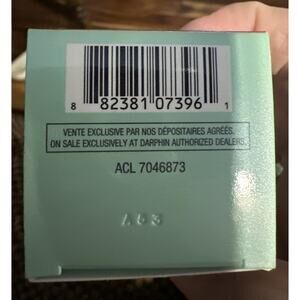 8 82381 07396 1
VENTE EXCLUSIVE PAR NOS DÉPOSITAIRES AGRÉÉS.
ON SALE EXCLUSIVELY AT DARPHIN AUTHORIZED DEALERS.
ACL 7046873
A53